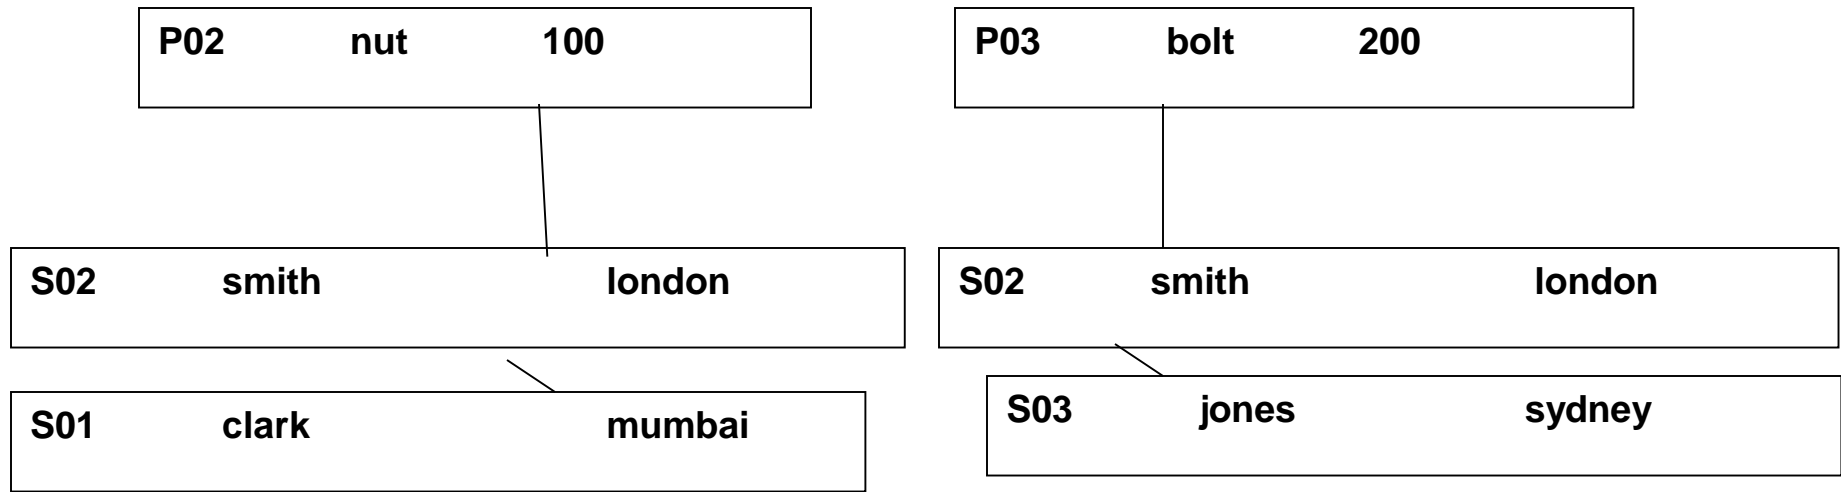 P02 nut 100
P03 bolt 200
S02 smith london
S02 smith london
S01 clark mumbai
S03 jones sydney